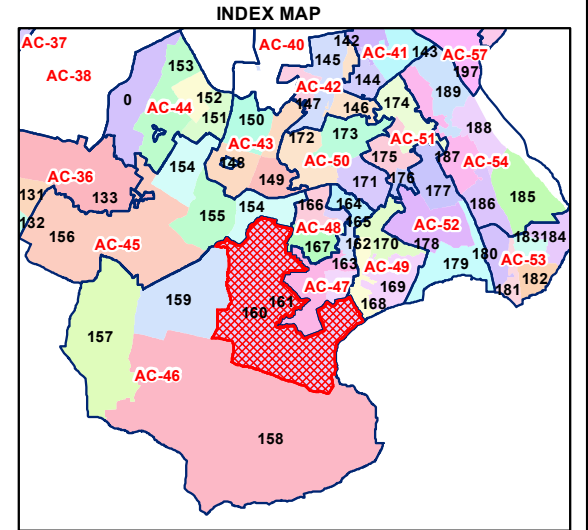 INDEX MAP
AC-37
AC-38
AC-40
142
AC-41
143
AC-57
153
145
197
144
AC-42
189
0
152
AC-44
147
146
174
151
150
188
172
173
AC-51
AC-43
175
187
AC-54
148
AC-50
154
149
171
176
177
186
185
AC-36
131
133
166
164
132
155
154
AC-48
165
AC-52
156
AC-45
167
162
170
178
183
184
163
AC-49
179
180
AC-53
159
161
AC-47
169
182
160
168
181
157
AC-46
158